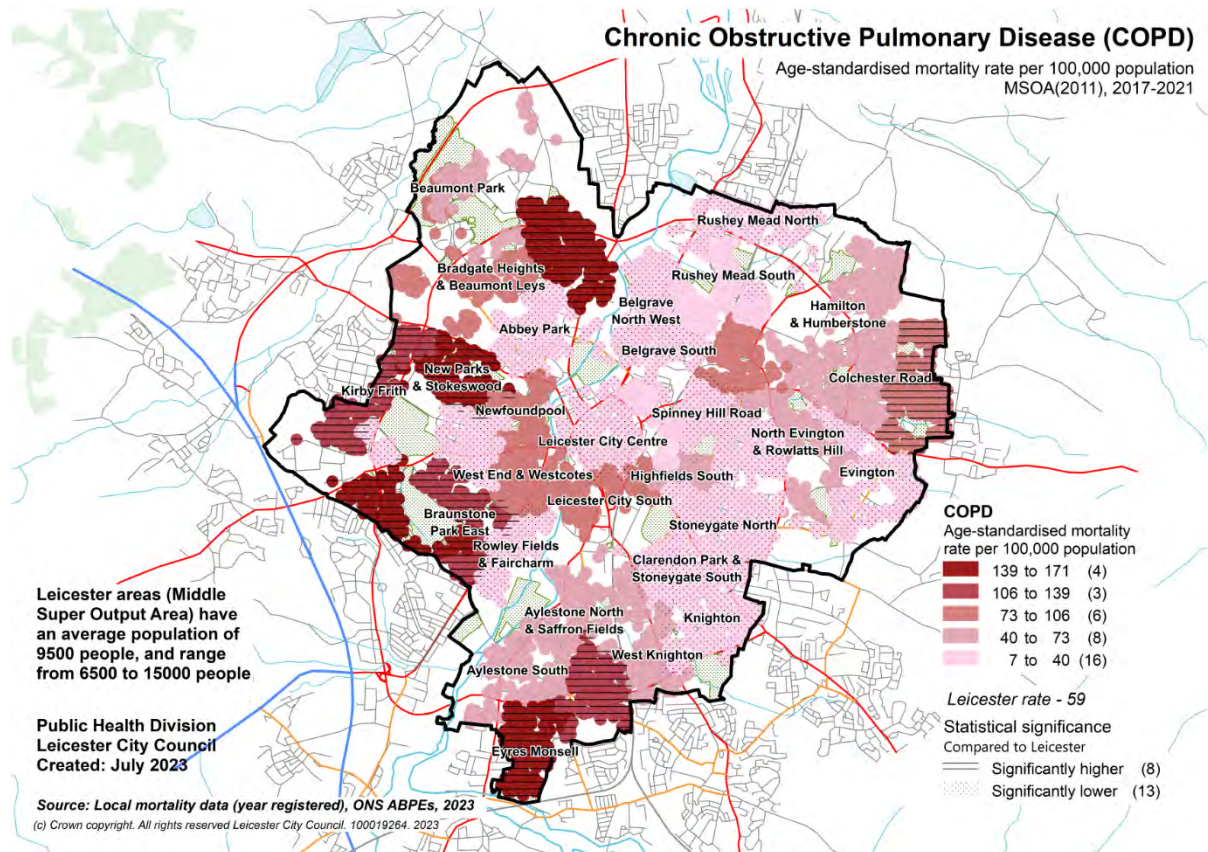 Chronic Obstructive Pulmonary Disease (COPD)
Age-standardised mortality rate per 100,000 population
MSOA(2011), 2017-2021
Beaumont Park
Rushey Mead North
Bradgate Heights
& Beaumont Leys
Rushey Mead South
Belgrave
North West
Hamilton
& Humberstone
Abbey Park
Belgrave South
New Parks
& Stokeswood
Colchester Road
Kirby Frith
Newfoundpool
Spinney Hill Road
Leicester City Centre
North Evington
& Rowlatts Hill
West End & Westcotes
Highfields South
Evington
Leicester City South
Braunstone
Park East
Stoneygate North
Rowley Fields
& Faircharm
Clarendon Park &
Stoneygate South
Aylestone North
& Saffron Fields
Knighton
West Knighton
Aylestone South
Eyres Monsell
COPD
Age-standardised mortality
rate per 100,000 population
139 to 171 (4)
106 to 139 (3)
73 to 106 (6)
40 to 73 (8)
7 to 40 (16)
Leicester rate - 59
Statistical significance
Compared to Leicester
Significantly higher (8)
Significantly lower (13)
Leicester areas (Middle
Super Output Area) have
an average population of
9500 people, and range
from 6500 to 15000 people
Public Health Division
Leicester City Council
Created: July 2023
Source: Local mortality data (year registered), ONS ABPEs, 2023
(c) Crown copyright. All rights reserved Leicester City Council. 100019264. 2023